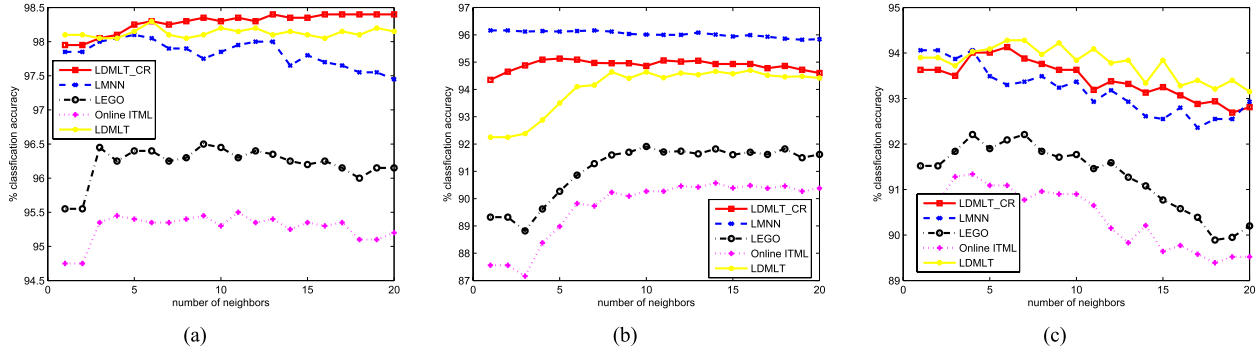 98.5
98
97.5
97
96.5
96
95.5
95
94.5
% classfication accuracy
LDMLT_CR
LMNN
LEGO
Online ITML
LDMLT
0 5 10 15 20
number of neighbors
(a)
97
96
95
94
93
92
91
90
89
88
87
% classfication accuracy
LDMLT_CR
LMNN
LEGO
Online ITML
LDMLT
0 5 10 15 20
number of neighbors
(b)
95
94
93
92
91
90
89
% classfication accuracy
LDMLT_CR
LMNN
LEGO
Online ITML
LDMLT
0 5 10 15 20
number of neighbors
(c)